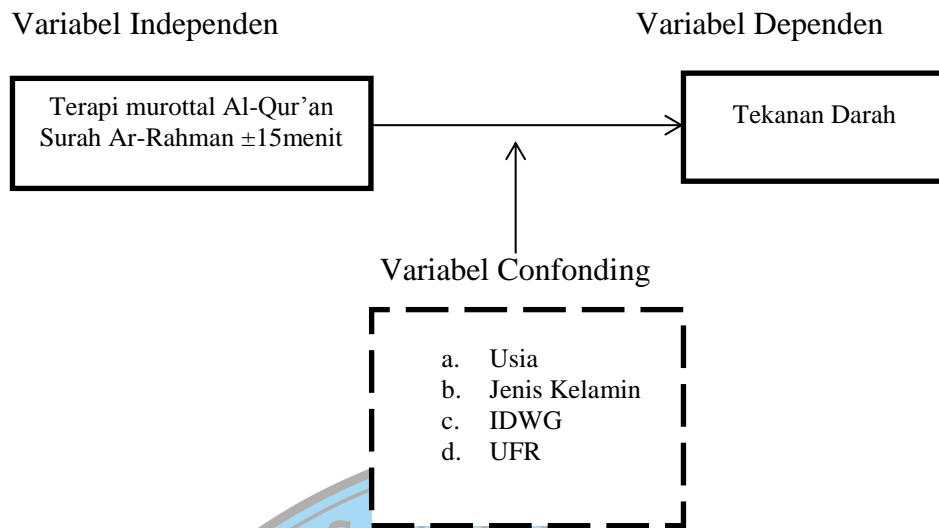 Variabel Independen
Variabel Dependen
Terapi murottal Al-Qur’an
Surah Ar-Rahman ±15menit
Tekanan Darah
Variabel Confonding
a. Usia
b. Jenis Kelamin
c. IDWG
d. UFR
S